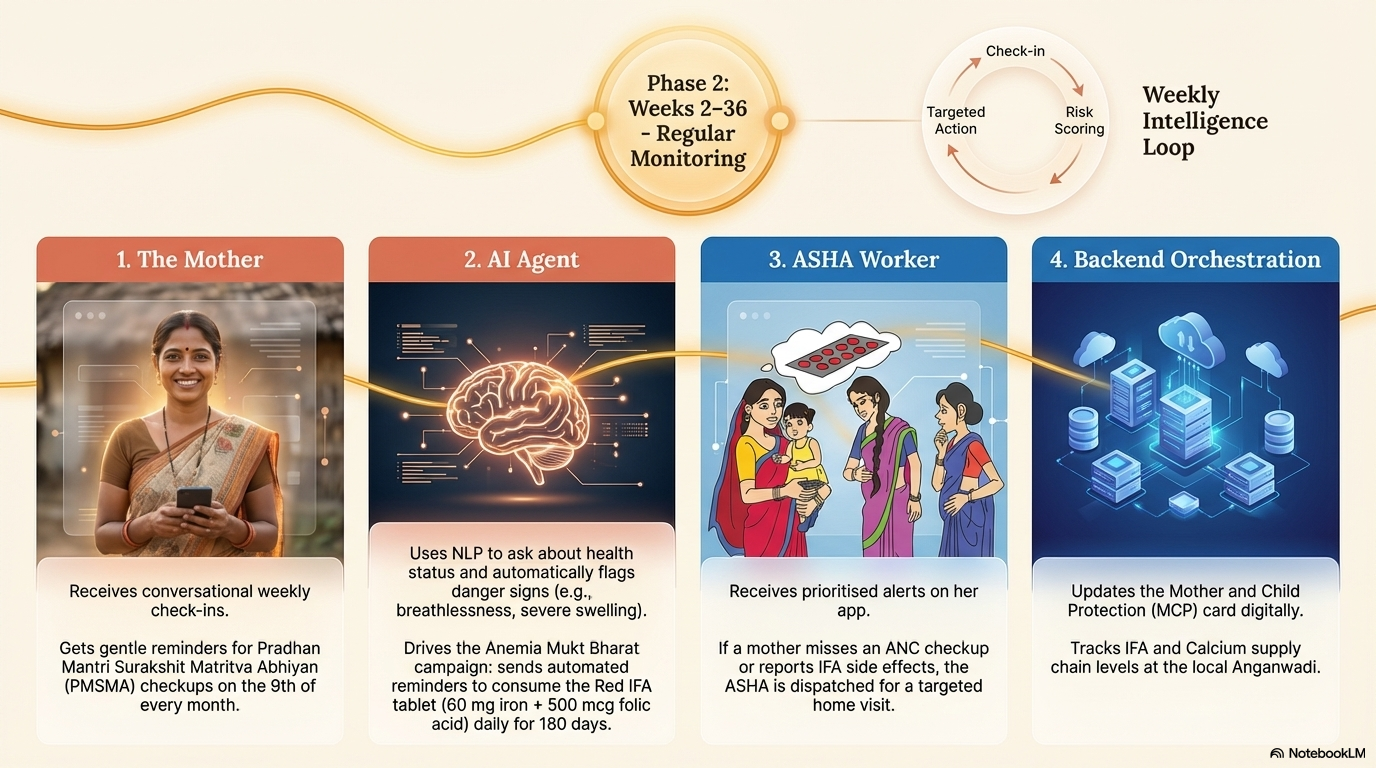 Phase 2:
Weeks 2–36
- Regular
Monitoring
Check-in
Risk
Scoring
Targeted
Action
Weekly
Intelligence
Loop
1. The Mother
Receives conversational weekly
check-ins.
Gets gentle reminders for Pradhan
Mantri Surakshit Matritva Abhiyan
(PMSMA) checkups on the 9th of
every month.
2. AI Agent
Uses NLP to ask about health
status and automatically flags
danger signs (e.g.,
breathlessness, severe swelling).
Drives the Anemia Mukt Bharat
campaign: sends automated
reminders to consume the Red IFA
tablet (60 mg iron + 500 mcg folic
acid) daily for 180 days.
3. ASHA Worker
Receives prioritised alerts on her
app.
If a mother misses an ANC checkup
or reports IFA side effects, the
ASHA is dispatched for a targeted
home visit.
4. Backend Orchestration
Updates the Mother and Child
Protection (MCP) card digitally.
Tracks IFA and Calcium supply
chain levels at the local Anganwadi.
NotebookLM